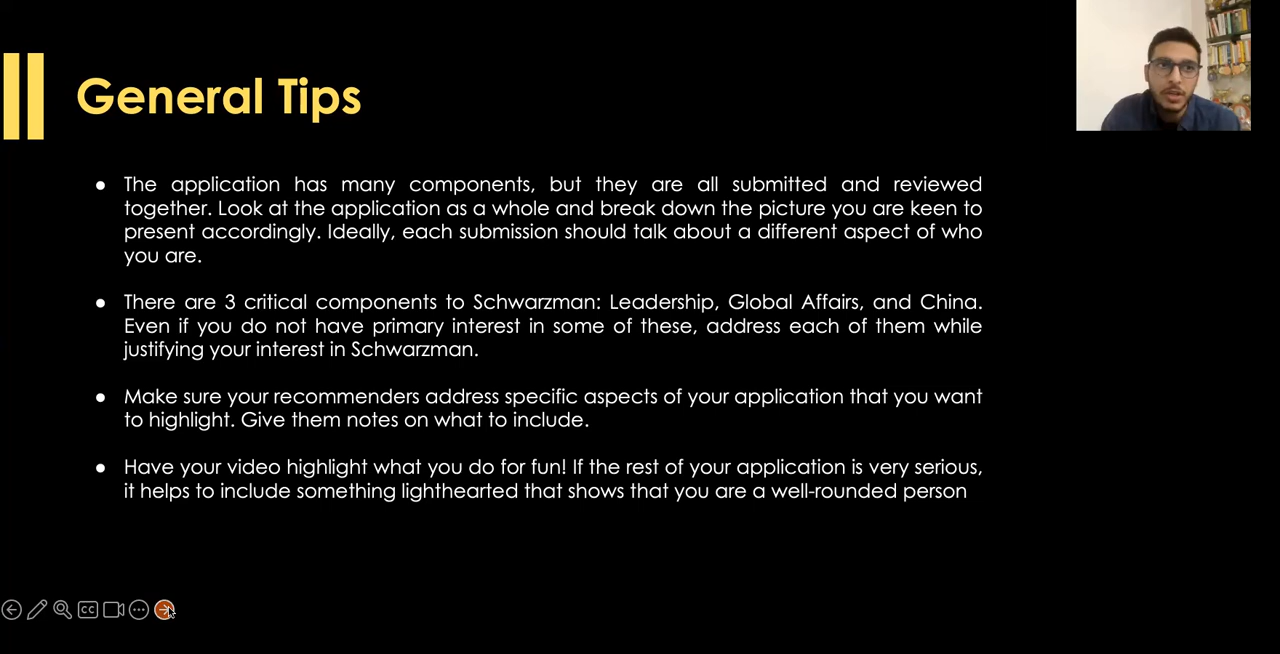 General Tips
● The application has many components, but they are all submitted and reviewed
together. Look at the application as a whole and break down the picture you are keen to
present accordingly. Ideally, each submission should talk about a different aspect of who
you are.
● There are 3 critical components to Schwarzman: Leadership, Global Affairs, and China.
Even if you do not have primary interest in some of these, address each of them while
justifying your interest in Schwarzman.
● Make sure your recommenders address specific aspects of your application that you want
to highlight. Give them notes on what to include.
● Have your video highlight what you do for fun! If the rest of your application is very serious,
it helps to include something lighthearted that shows that you are a well-rounded person
CC